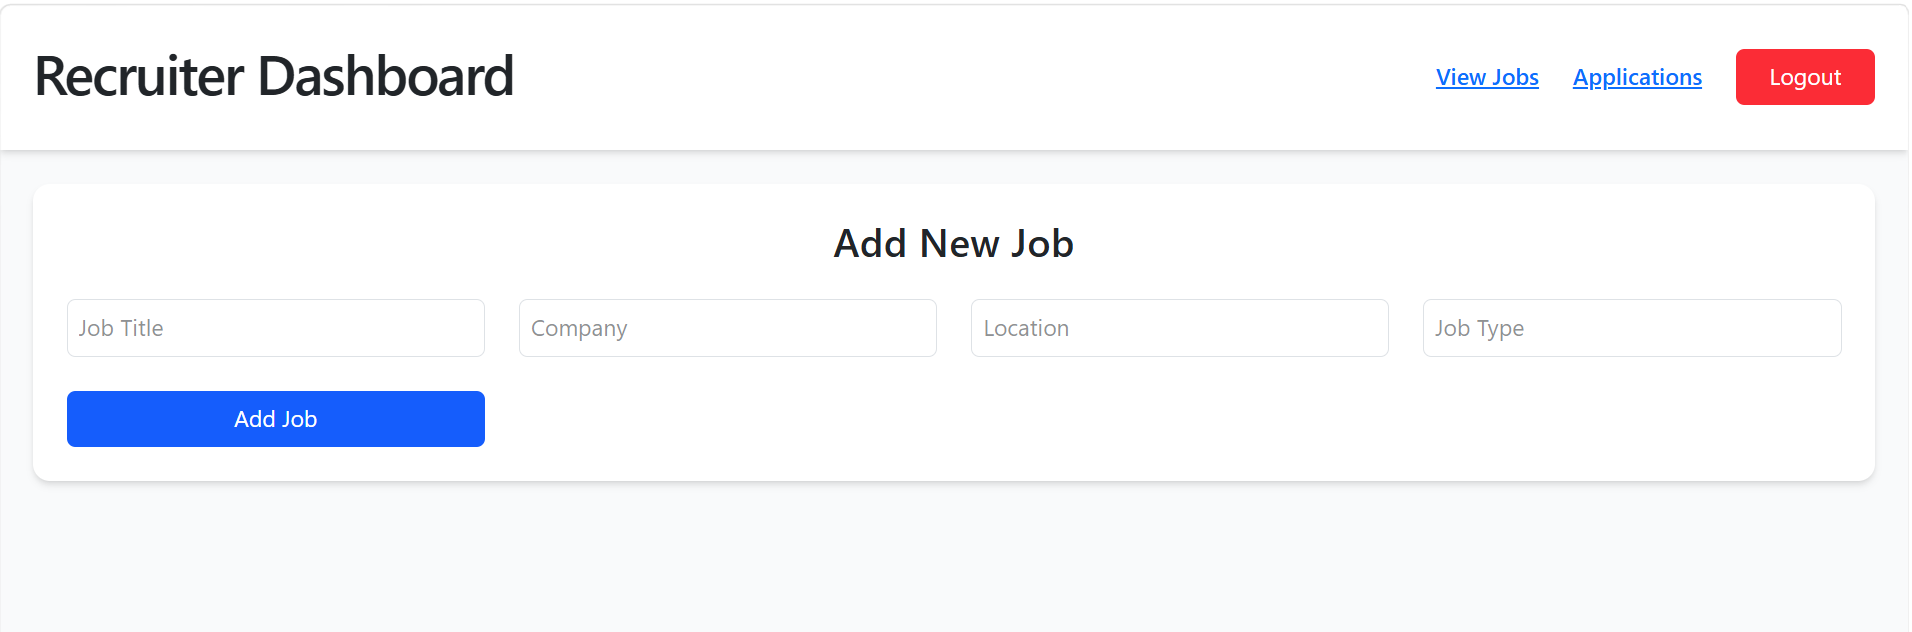 Recruiter Dashboard
View Jobs
Applications
Logout
Add New Job
Job Title
Company
Location
Job Type
Add Job